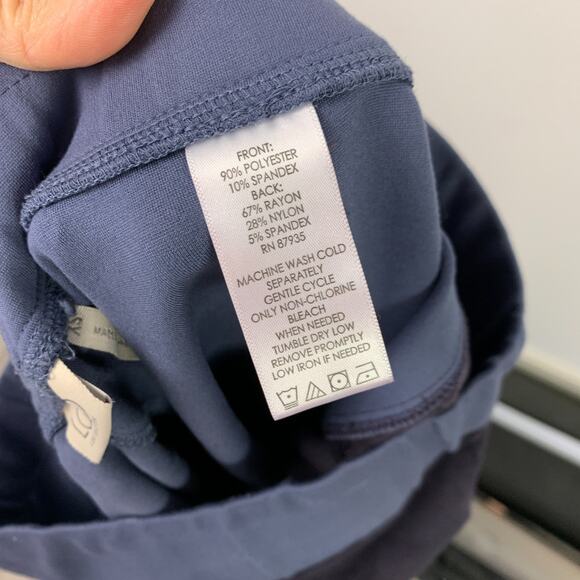 FRONT:
90% POLYESTER
10% SPANDEX
BACK:
67% RAYON
28% NYLON
5% SPANDEX
RN 87935
MACHINE WASH COLD
SEPARATELY
GENTLE CYCLE
ONLY NON-CHLORINE
BLEACH
WHEN NEEDED
TUMBLE DRY LOW
REMOVE PROMPTLY
LOW IRON IF NEEDED